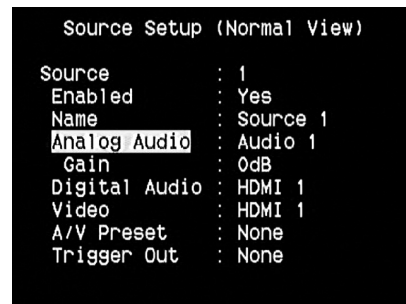 Source Setup (Normal View)
Source : 1
Enabled : Yes
Name : Source 1
Analog Audio : Audio 1
Gain : 0dB
Digital Audio : HDMI 1
Video : HDMI 1
A/V Preset : None
Trigger Out : None